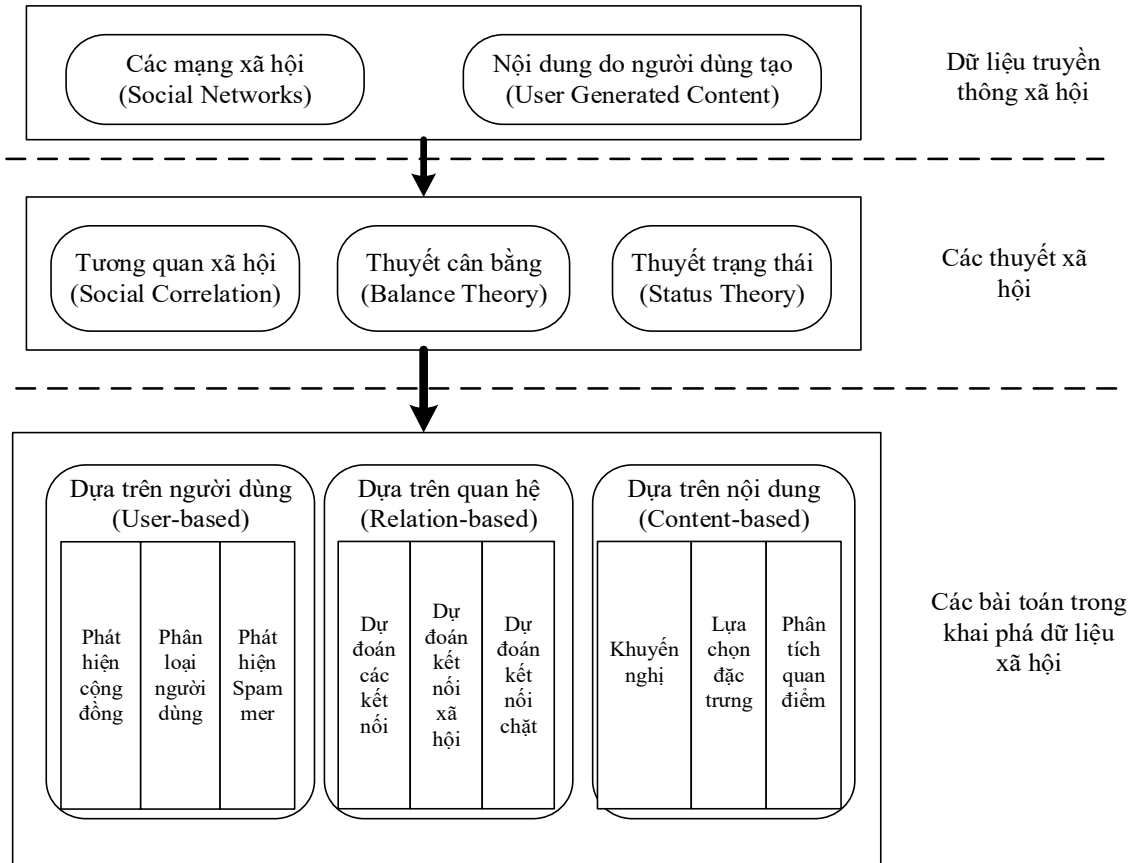 Các mạng xã hội
(Social Networks)
Nội dung do người dùng tạo
(User Generated Content)
Dữ liệu truyền
thông xã hội
Tương quan xã hội
(Social Correlation)
Thuyết cân bằng
(Balance Theory)
Thuyết trạng thái
(Status Theory)
Các thuyết xã
hội
Dựa trên người dùng
(User-based)
Phát
hiện
cộng
đồng
Phân
loại
người
dùng
Phát
hiện
Spam
mer
Dựa trên quan hệ
(Relation-based)
Dự
đoán
các
kết
nối
Dự
đoán
kết
nối
xã
hội
Dự
đoán
kết
nối
chặt
Dựa trên nội dung
(Content-based)
Khuyến
nghị
Lựa
chọn
đặc
trưng
Phân
tích
quan
điểm
Các bài toán trong
khai phá dữ liệu
xã hội